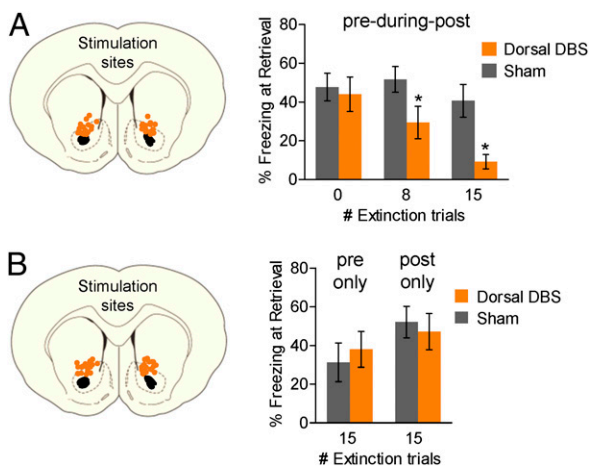 A
Stimulation
sites
pre-during-post
Dorsal DBS
Sham
% Freezing at Retrieval
80
60
40
20
0
*
*
0 8 15
# Extinction trials
B
Stimulation
sites
pre
only
post
only
Dorsal DBS
Sham
% Freezing at Retrieval
80
60
40
20
0
15 15
# Extinction trials